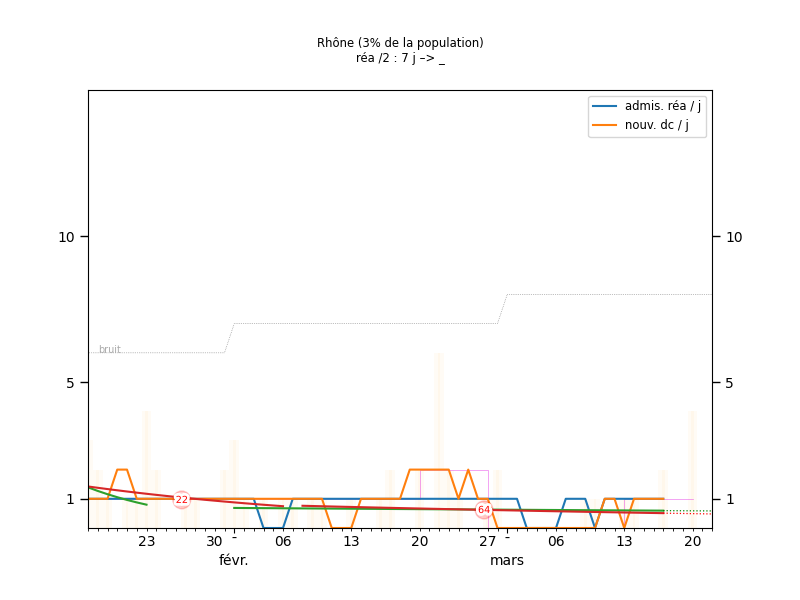 Rhône (3% de la population)
réa /2 : 7 j –> _
admis. réa / j
nouv. dc / j
10 10
bruit
5 5
1 22 64 1
23 30 - 06 13 20 27 - 06 13 20
févr. mars